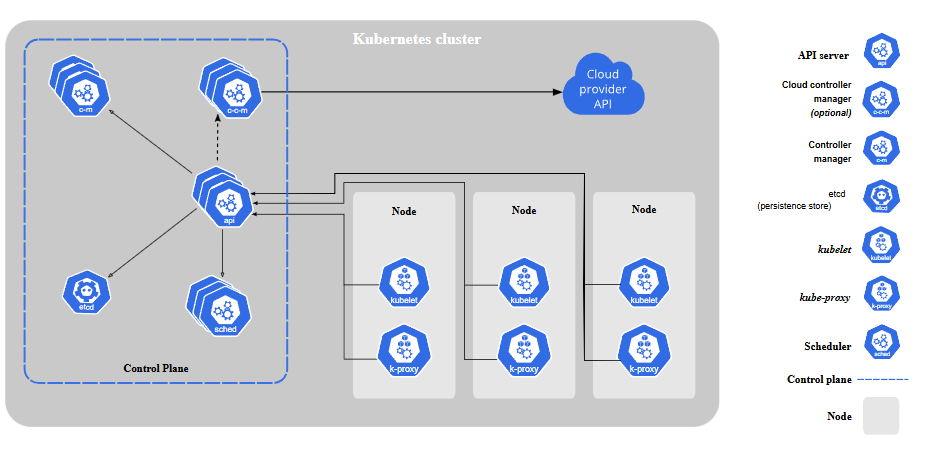 Kubernetes cluster
c-m
c-c-m
Cloud
provider
API
api
etcd
sched
Control Plane
Node
Node
Node
kubelet
kubelet
kubelet
k-proxy
k-proxy
k-proxy
API server
api
Cloud controller
manager
(optional)
c-c-m
Controller
manager
c-m
etcd
(persistence store)
etcd
kubelet
kubelet
kube-proxy
k-proxy
Scheduler
sched
Control plane
Node